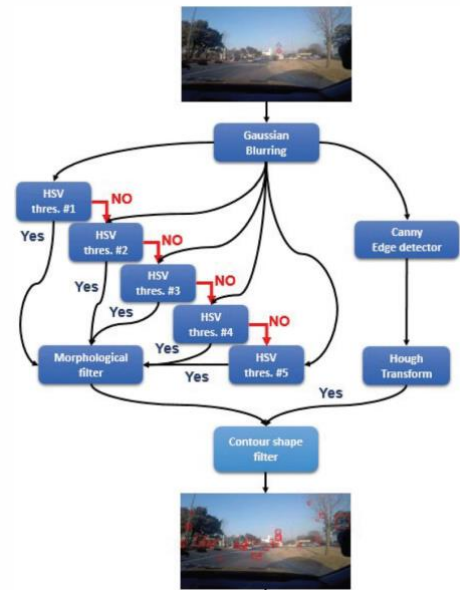 Gaussian
Blurring
HSV
thres. #1
NO
Yes
HSV
thres. #2
NO
Canny
Edge detector
Yes
HSV
thres. #3
NO
Yes
HSV
thres. #4
NO
Yes
Morphological
filter
Yes
HSV
thres. #5
Hough
Transform
Yes
Contour shape
filter